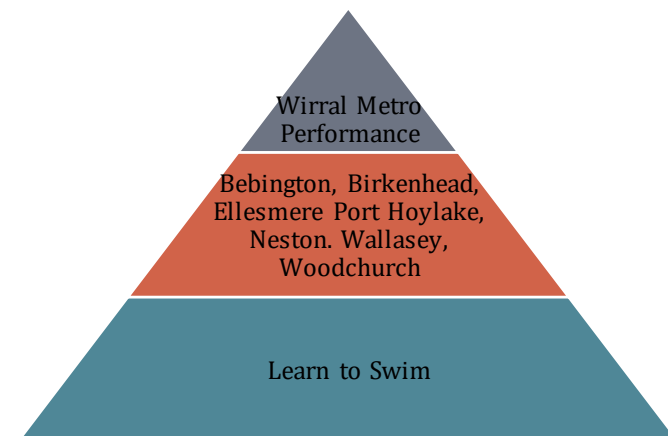 Wirral Metro
Performance
Bebington, Birkenhead,
Ellesmere Port Hoylake,
Neston. Wallasey,
Woodchurch
Learn to Swim